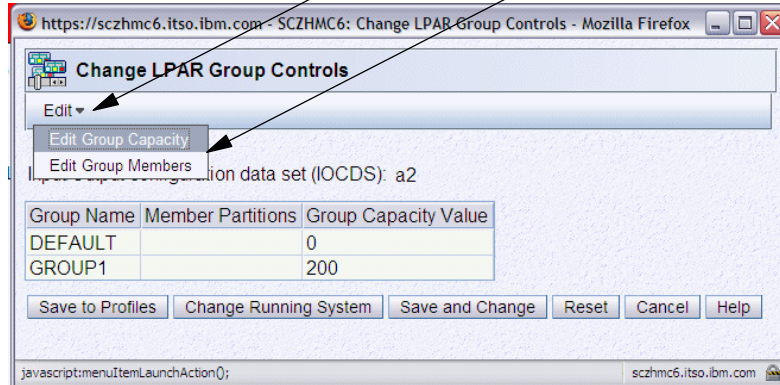 https://sczhmc6.itso.ibm.com - SCZHMC6: Change LPAR Group Controls - Mozilla Firefox
Change LPAR Group Controls
Edit
Edit Group Capacity
Edit Group Members
data set (IOCDS): a2
Group Name Member Partitions Group Capacity Value
DEFAULT 0
GROUP1 200
Save to Profiles Change Running System Save and Change Reset Cancel Help
javascript:menuItemLaunchAction(); sczhmc6.itso.ibm.com